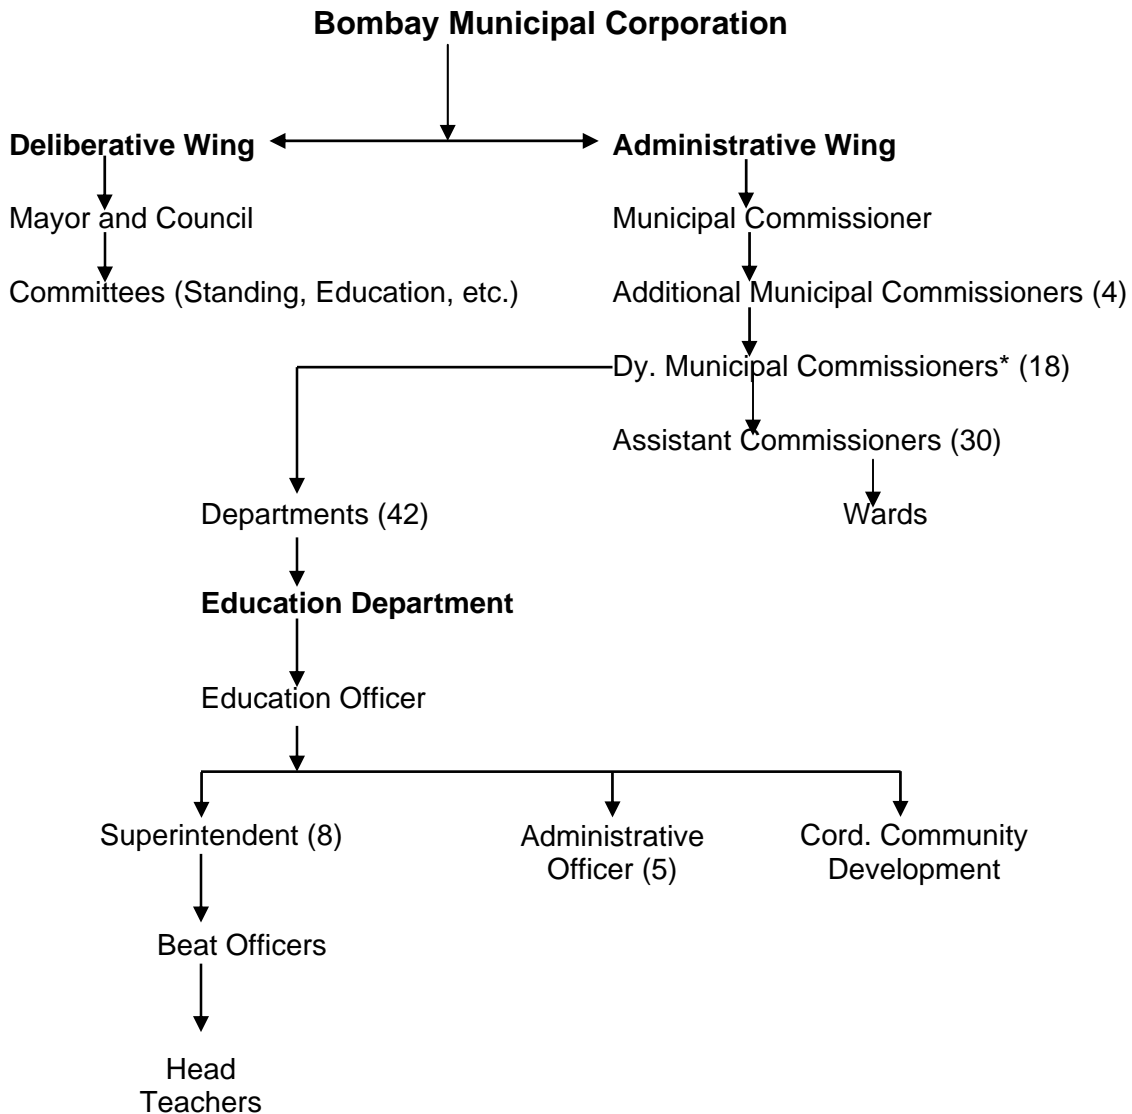 Bombay Municipal Corporation
Deliberative Wing
Administrative Wing
Mayor and Council
Municipal Commissioner
Committees (Standing, Education, etc.)
Additional Municipal Commissioners (4)
Dy. Municipal Commissioners* (18)
Assistant Commissioners (30)
Departments (42)
Wards
Education Department
Education Officer
Superintendent (8)
Administrative
Officer (5)
Cord. Community
Development
Beat Officers
Head
Teachers